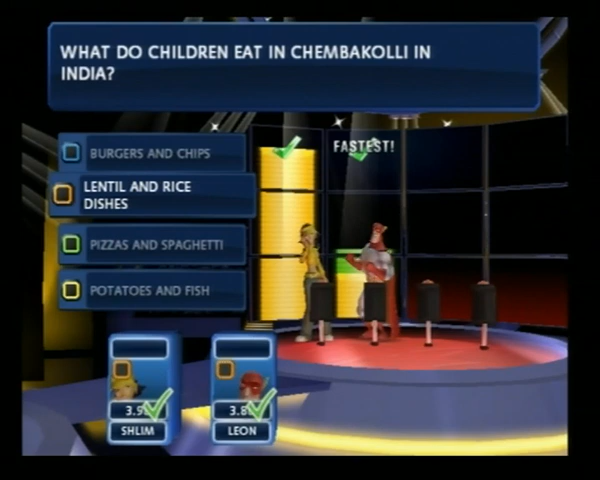 WHAT DO CHILDREN EAT IN CHEMBAKOLLI IN
INDIA?
FASTEST!
BURGERS AND CHIPS
LENTIL AND RICE
DISHES
PIZZAS AND SPAGHETTI
POTATOES AND FISH
SHLIM
LEON